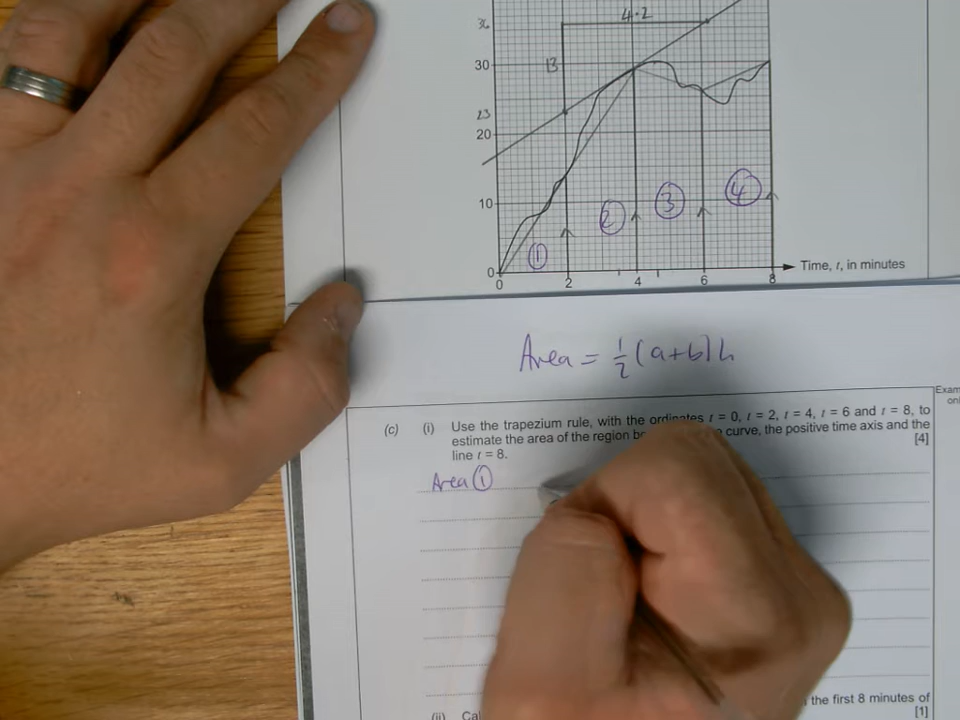 36
4.2
30
13
23
20
10
0
① ② ③ ④
0 2 4 6 8
Time, t, in minutes
Area = ½(a+b)h
(c) (i) Use the trapezium rule, with the ordinates t = 0, t = 2, t = 4, t = 6 and t = 8, to
estimate the area of the region curve, the positive time axis and the
line t = 8.
[4]
Area ①
the first 8 minutes of
(ii)
[1]